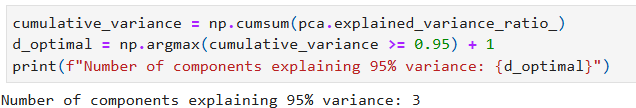 cumulative_variance = np.cumsum(pca.explained_variance_ratio_)
d_optimal = np.argmax(cumulative_variance >= 0.95) + 1
print(f"Number of components explaining 95% variance: {d_optimal}")
Number of components explaining 95% variance: 3